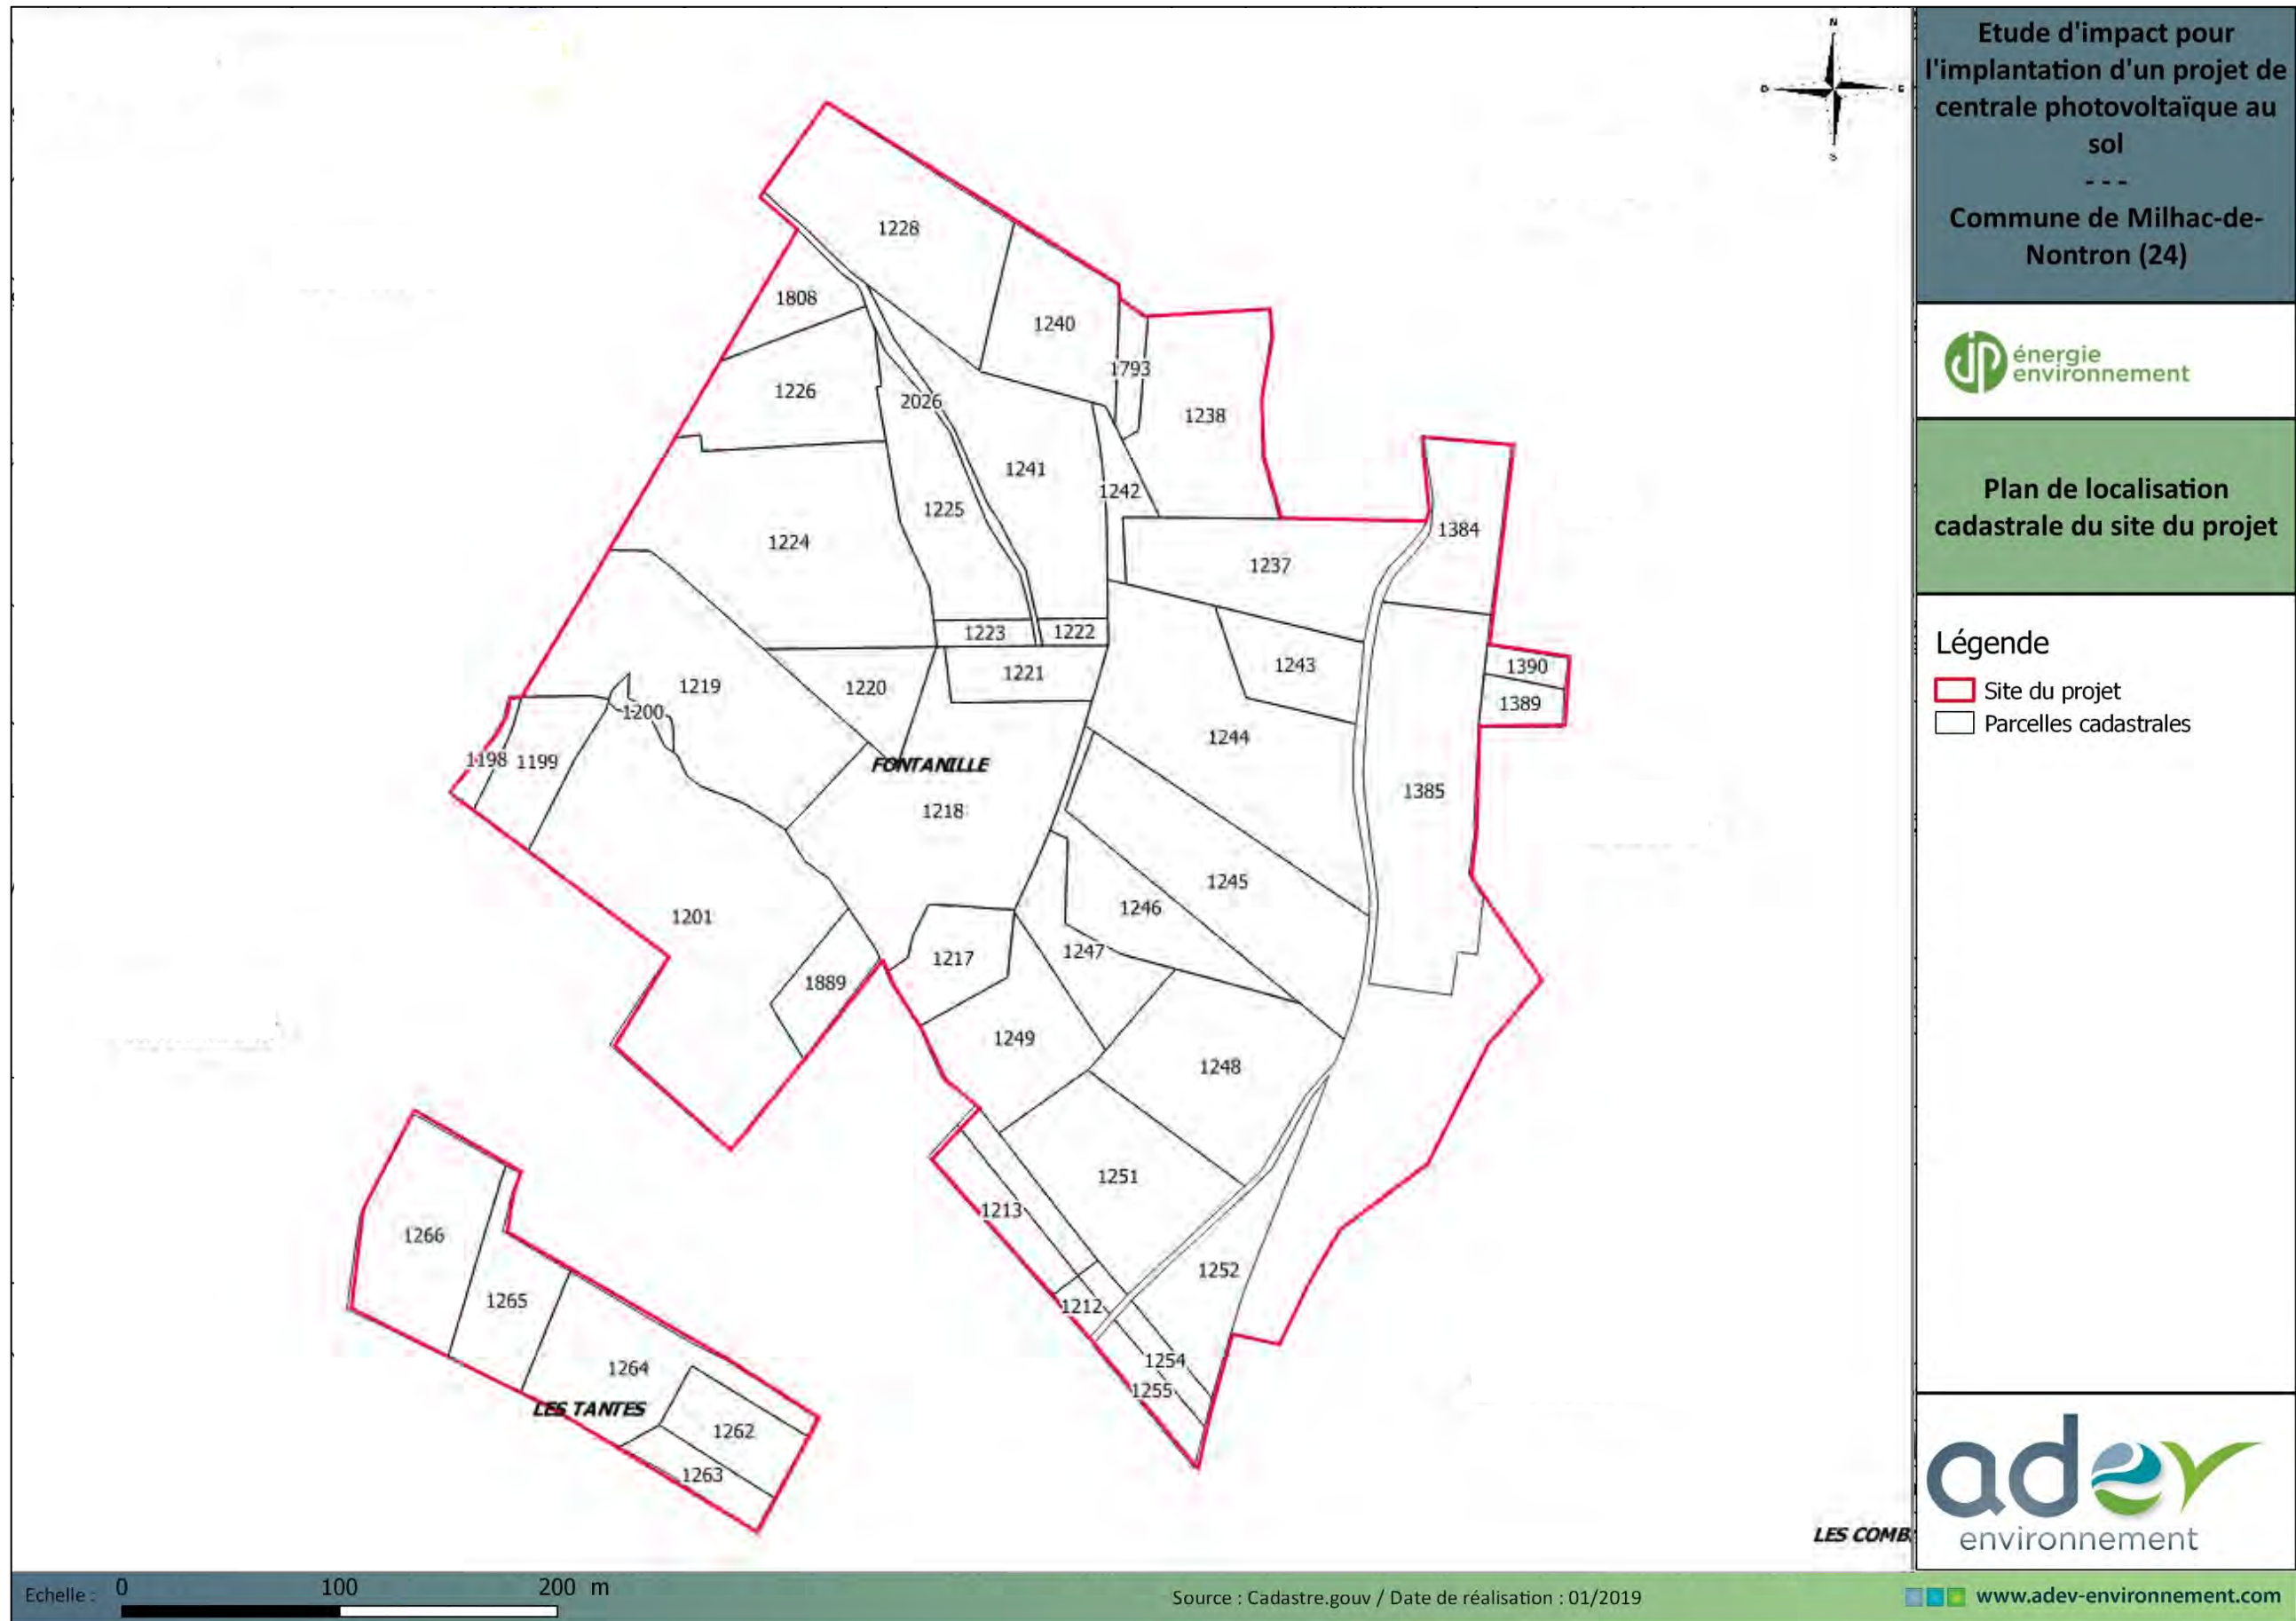 N
O
E
S
Etude d'impact pour
l'implantation d'un projet de
centrale photovoltaïque au
sol
- - -
Commune de Milhac-de-
Nontron (24)
JP énergie
environnement
Plan de localisation
cadastrale du site du projet
Légende
Site du projet
Parcelles cadastrales
1228
1808
1240
1793
1226
2026
1238
1241
1242
1225
1384
1224
1237
1223
1222
1243
1390
1221
1219
1220
1389
1200
1244
1198
1199
FONTANILLE
1385
1218
1245
1246
1201
1247
1217
1889
1249
1248
1251
1213
1266
1252
1265
1212
1254
1264
1255
LES TANTES
1262
1263
LES COMB
adev
environnement
Echelle :
0
100
200 m
Source : Cadastre.gouv / Date de réalisation : 01/2019
www.adev-environnement.com